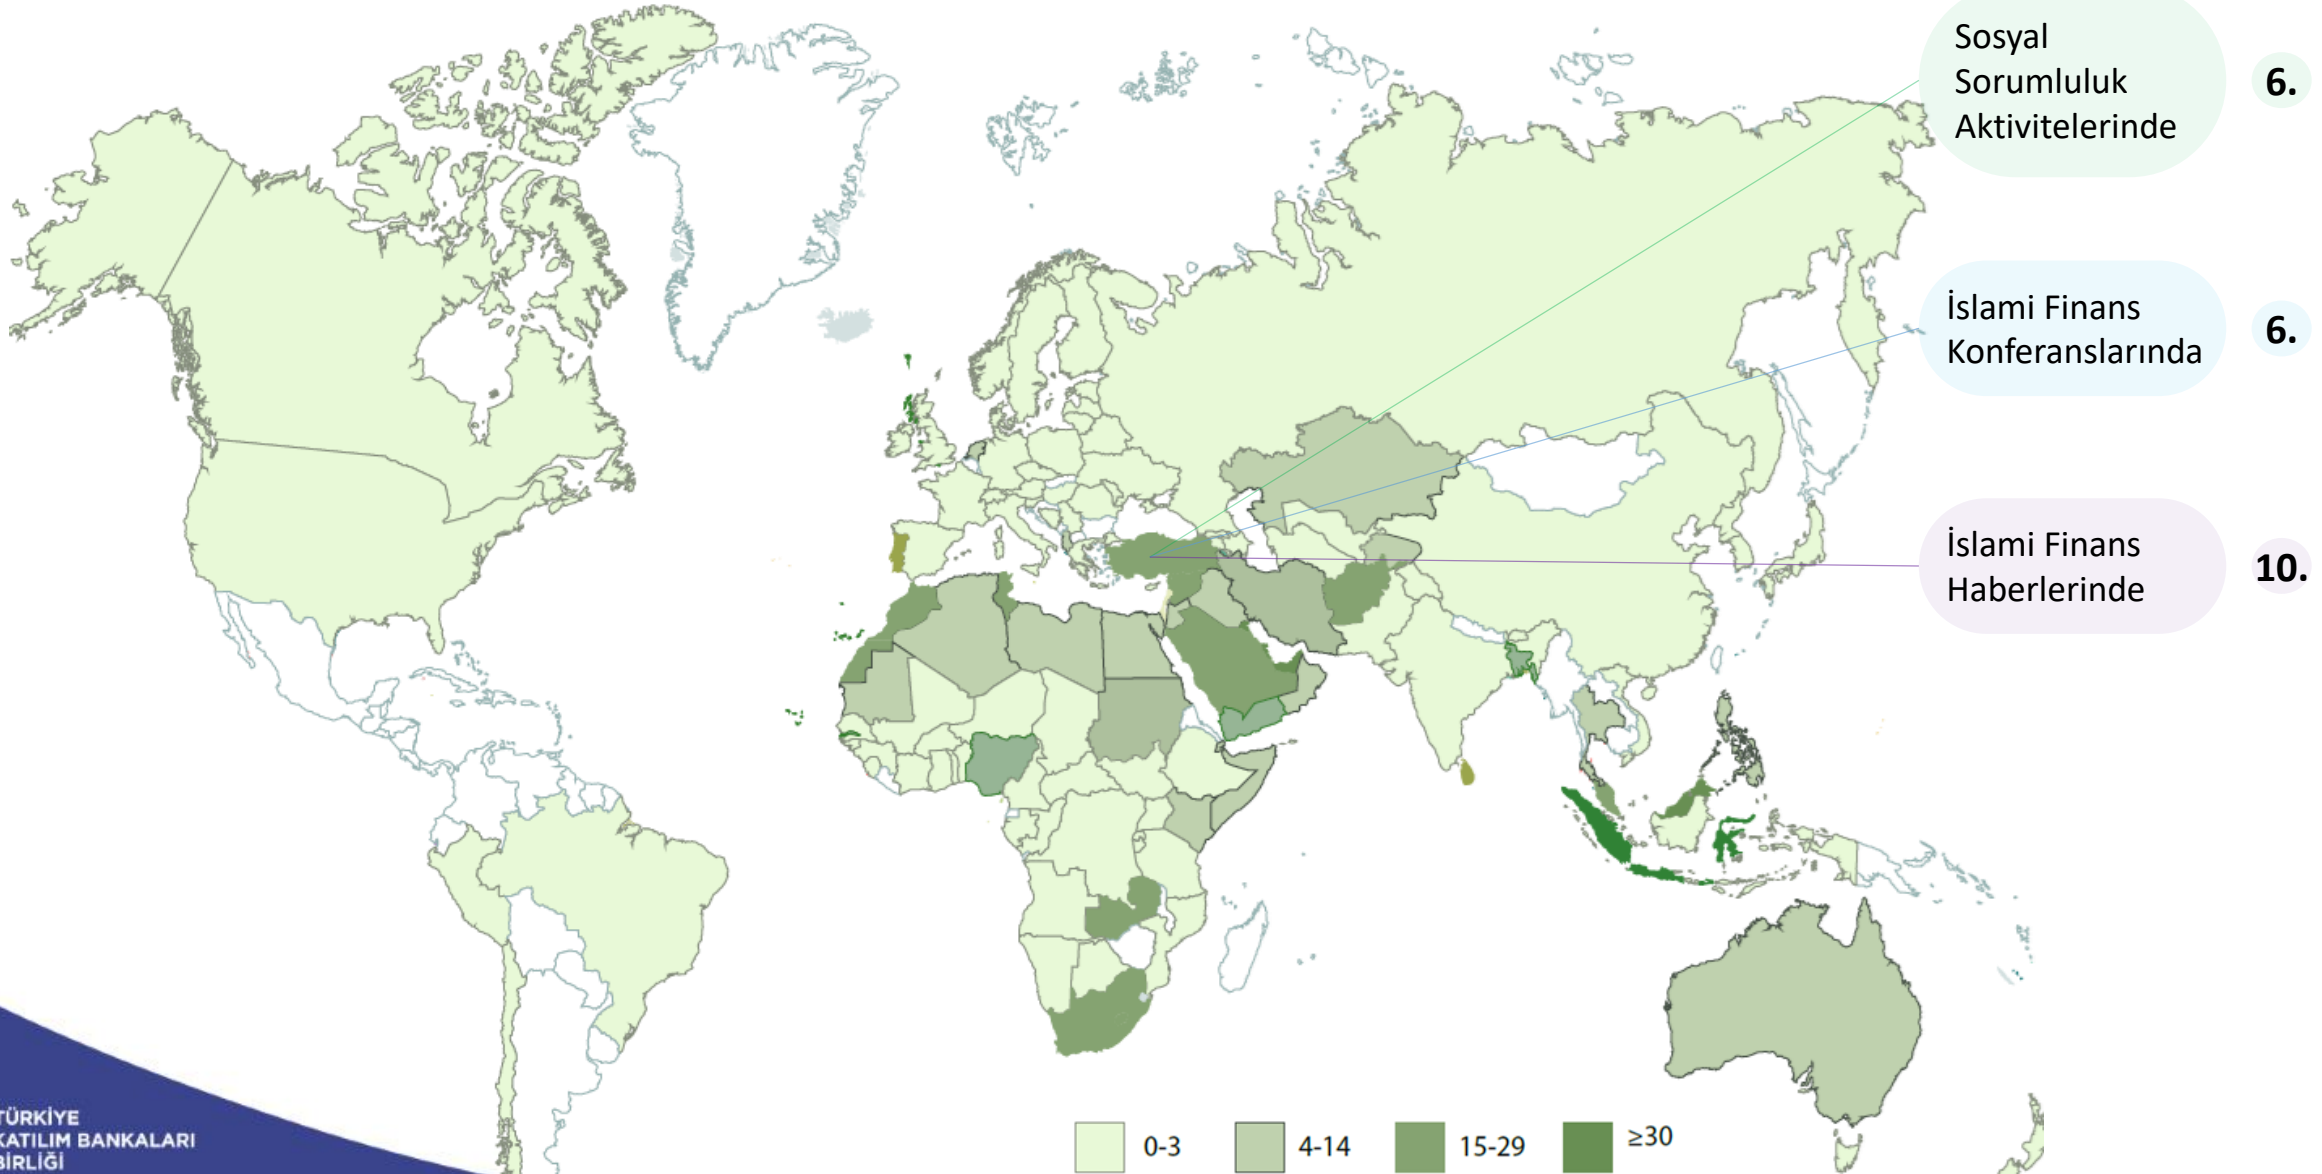 Sosyal
Sorumluluk
Aktivitelerinde
6.
İslami Finans
Konferanslarında
6.
İslami Finans
Haberlerinde
10.
0-3
4-14
15-29
≥30
TÜRKİYE
KATILIM BANKALARI
BİRLİĞİ